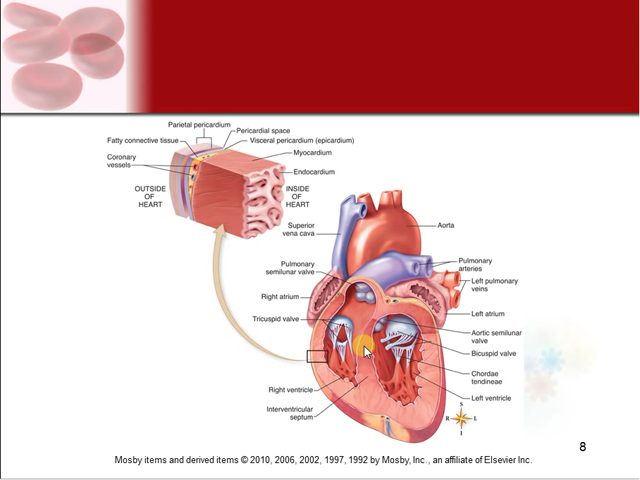 Parietal pericardium
Pericardial space
Fatty connective tissue
Visceral pericardium (epicardium)
Coronary
vessels
Myocardium
Endocardium
OUTSIDE
OF
HEART
INSIDE
OF
HEART
Superior
vena cava
Aorta
Pulmonary
semilunar valve
Pulmonary
arteries
Left pulmonary
veins
Right atrium
Left atrium
Tricuspid valve
Aortic semilunar
valve
Bicuspid valve
Chordae
tendineae
Right ventricle
Left ventricle
Interventricular
septum
S
R L
I
8
Mosby items and derived items © 2010, 2006, 2002, 1997, 1992 by Mosby, Inc., an affiliate of Elsevier Inc.